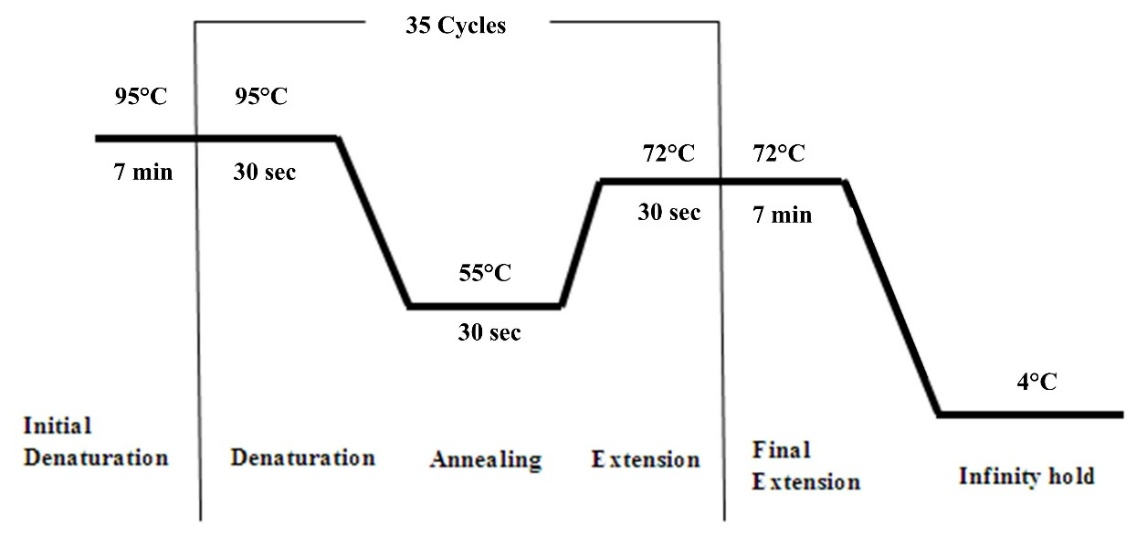 35 Cycles
95°C
95°C
7 min
30 sec
72°C
72°C
30 sec
7 min
55°C
30 sec
4°C
Initial
Denaturation
Denaturation
Annealing
Extension
Final
Extension
Infinity hold